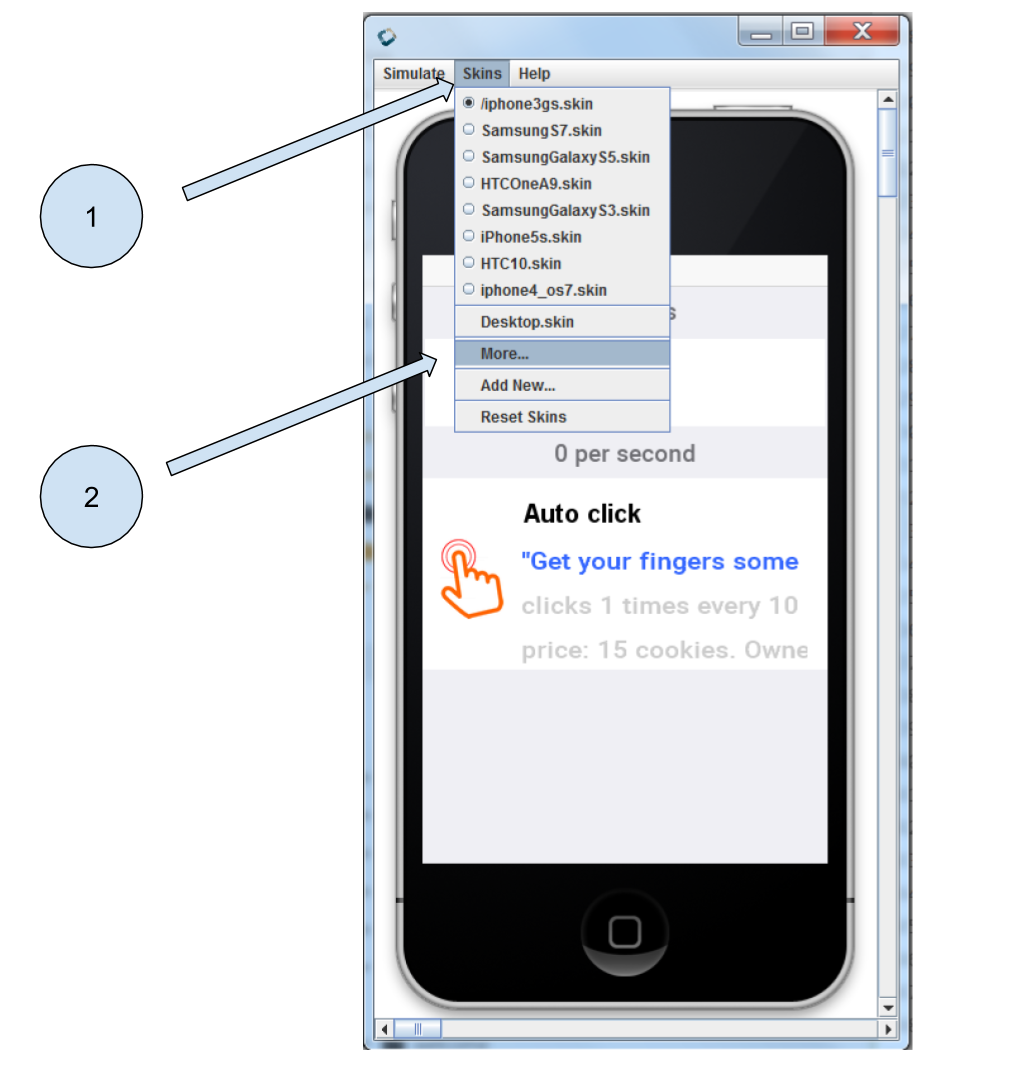 Simulate Skins Help
/iphone3gs.skin
SamsungS7.skin
SamsungGalaxyS5.skin
HTCOneA9.skin
SamsungGalaxyS3.skin
iPhone5s.skin
HTC10.skin
iphone4_os7.skin
Desktop.skin
More...
Add New...
Reset Skins
1
2
0 per second
Auto click
"Get your fingers some
clicks 1 times every 10
price: 15 cookies. Owne